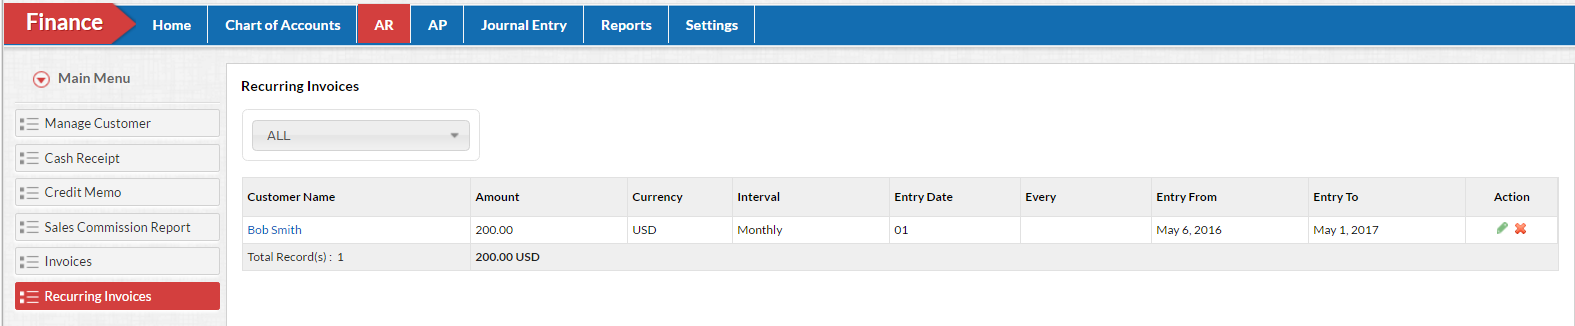 Finance Home Chart of Accounts AR AP Journal Entry Reports Settings
Main Menu
Manage Customer
Cash Receipt
Credit Memo
Sales Commission Report
Invoices
Recurring Invoices
Recurring Invoices
ALL
Customer Name Amount Currency Interval Entry Date Every Entry From Entry To Action
Bob Smith 200.00 USD Monthly 01 May 6, 2016 May 1, 2017
Total Record(s) : 1 200.00 USD